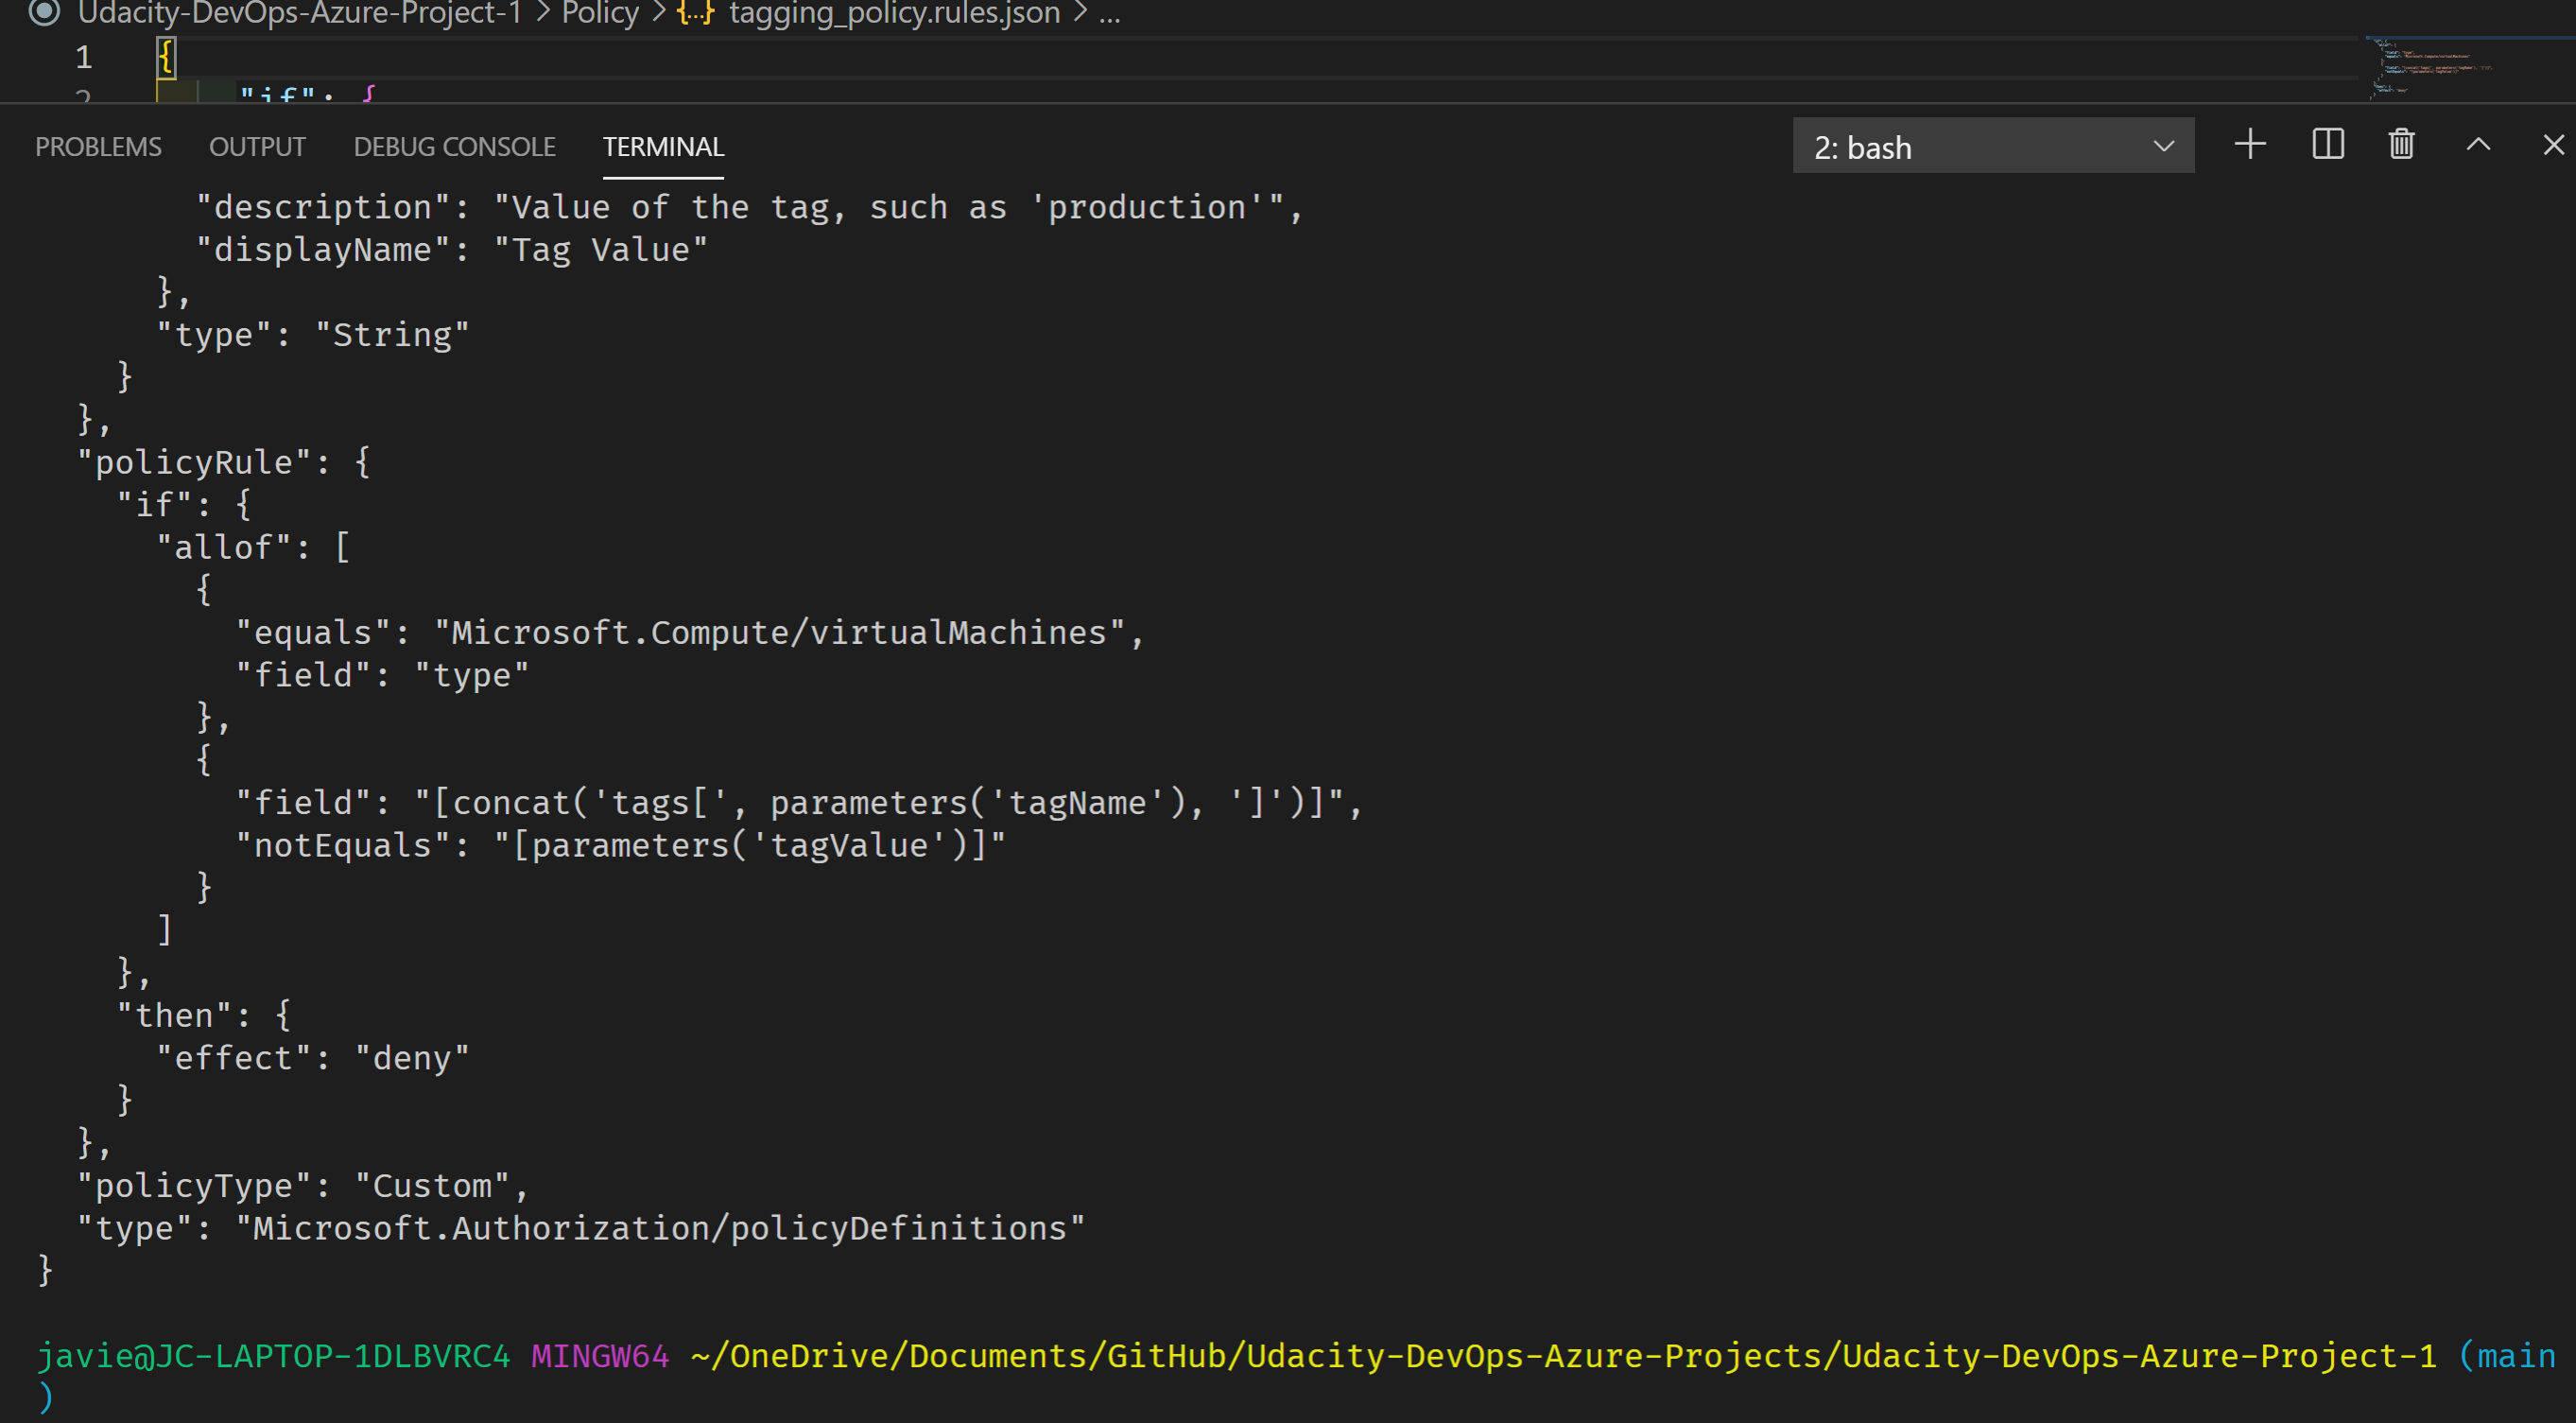 Udacity-DevOps-Azure-Project-1 > Policy > {...} tagging_policy.rules.json > ...
1 {
2 "if": {
PROBLEMS OUTPUT DEBUG CONSOLE TERMINAL 2: bash
"description": "Value of the tag, such as 'production'",
"displayName": "Tag Value"
},
"type": "String"
}
},
"policyRule": {
"if": {
"allof": [
{
"equals": "Microsoft.Compute/virtualMachines",
"field": "type"
},
{
"field": "[concat('tags[', parameters('tagName'), ']')]",
"notEquals": "[parameters('tagValue')]"
}
]
},
"then": {
"effect": "deny"
}
},
"policyType": "Custom",
"type": "Microsoft.Authorization/policyDefinitions"
}
javie@JC-LAPTOP-1DLBVRC4 MINGW64 ~/OneDrive/Documents/GitHub/Udacity-DevOps-Azure-Projects/Udacity-DevOps-Azure-Project-1 (main
)